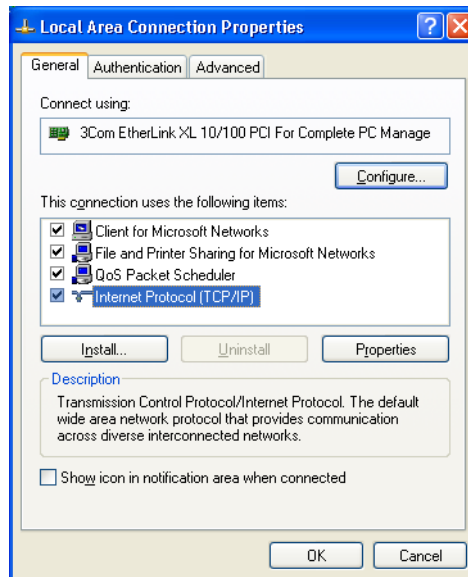 Local Area Connection Properties
General Authentication Advanced
Connect using:
3Com EtherLink XL 10/100 PCI For Complete PC Manage
Configure...
This connection uses the following items:
Client for Microsoft Networks
File and Printer Sharing for Microsoft Networks
QoS Packet Scheduler
Internet Protocol (TCP/IP)
Install... Uninstall Properties
Description
Transmission Control Protocol/Internet Protocol. The default
wide area network protocol that provides communication
across diverse interconnected networks.
Show icon in notification area when connected
OK Cancel